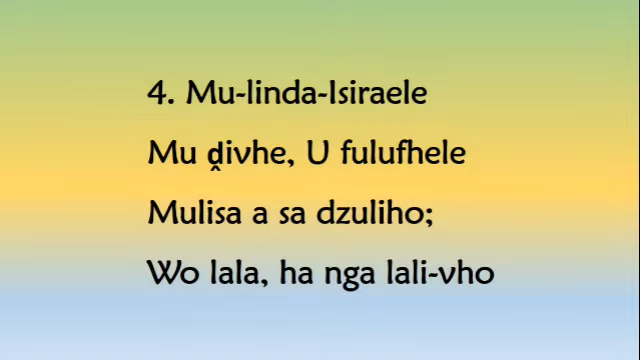 4. Mu-linda-Isiraele
Mu ḓivhe, U fulufhele
Mulisa a sa dzuliho;
Wo lala, ha nga lali-vho